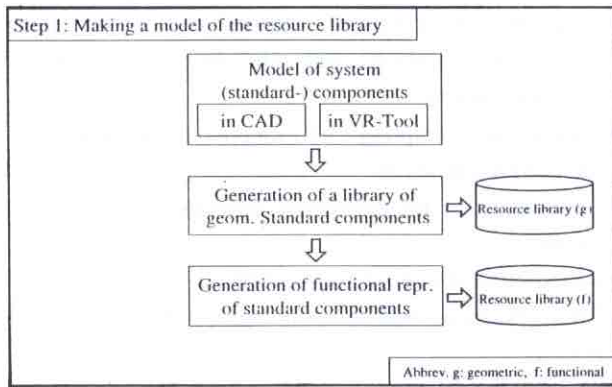 Step 1: Making a model of the resource library
Model of system
(standard-) components
in CAD
in VR-Tool
Generation of a library of
geom. Standard components
Resource library (g)
Generation of functional repr.
of standard components
Resource library (f)
Abbrev. g: geometric, f: functional